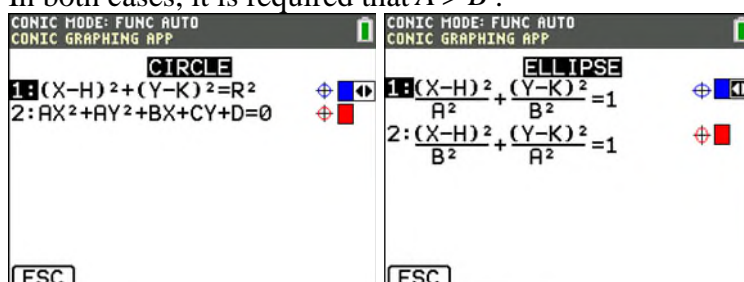 In both cases, it is required that A > B .
CONIC MODE: FUNC AUTO
CONIC GRAPHING APP
CIRCLE
1:(X-H)²+(Y-K)²=R²
2:AX²+AY²+BX+CY+D=0
ESC
CONIC MODE: FUNC AUTO
CONIC GRAPHING APP
ELLIPSE
1:(X-H)²/A²+(Y-K)²/B²=1
2:(X-H)²/B²+(Y-K)²/A²=1
ESC